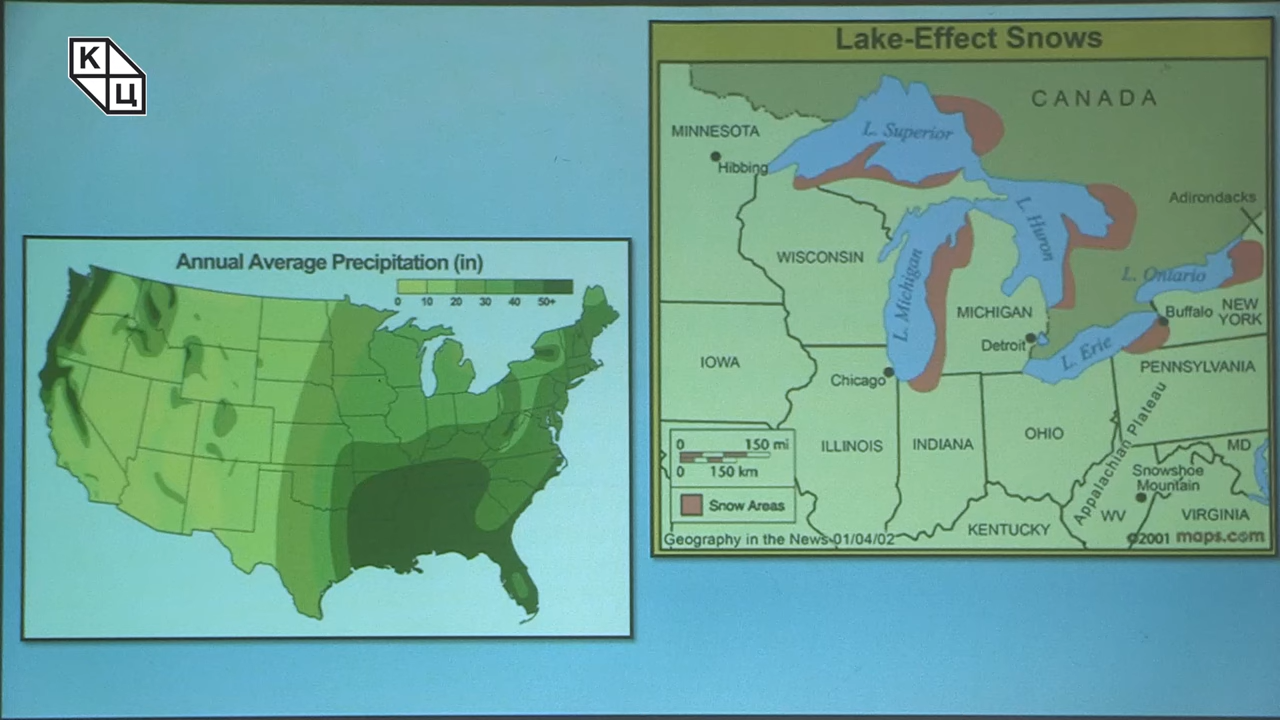 К
Ц
Annual Average Precipitation (in)
0 10 20 30 40 50+
Lake-Effect Snows
CANADA
MINNESOTA
L. Superior
Hibbing
Adirondacks
WISCONSIN
L. Huron
L. Michigan
L. Ontario
MICHIGAN
Buffalo
NEW
YORK
Detroit
L. Erie
IOWA
Chicago
PENNSYLVANIA
ILLINOIS
INDIANA
OHIO
Appalachian Plateau
MD
0 150 mi
0 150 km
Snowshoe
Mountain
Snow Areas
WV
VIRGINIA
KENTUCKY
Geography in the News 01/04/02
©2001 maps.com